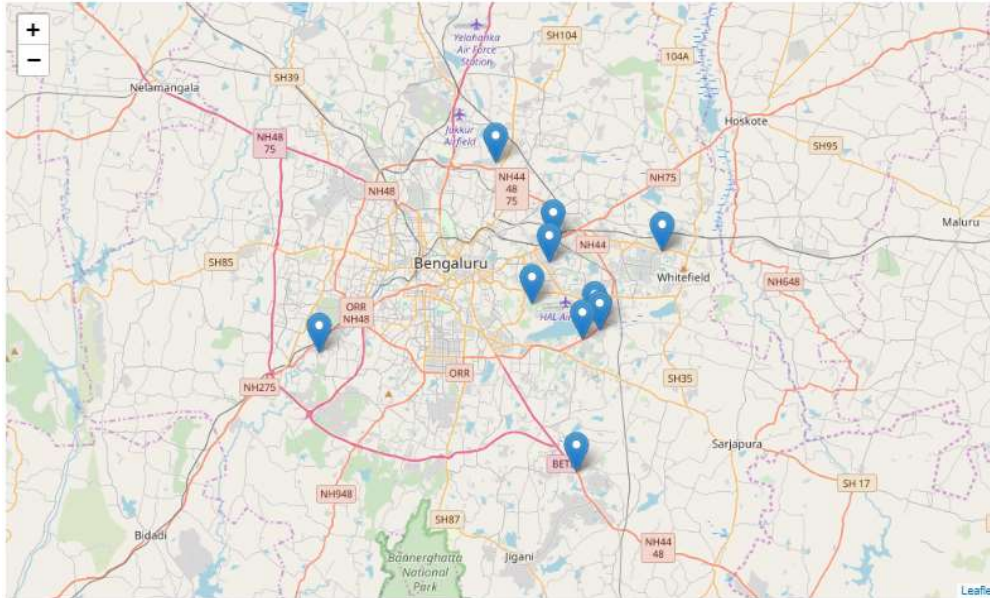 +
−
Yelahanka
Air Force
Station
SH104
104A
SH39
Nelamangala
Jakkur
Airfield
Hoskote
NH48
75
SH95
NH44
48
75
NH75
NH48
Maluru
NH44
Bengaluru
SH85
Whitefield
NH648
ORR
NH48
HAL Air
ORR
SH35
NH275
Sarjapura
BET
SH 17
NH948
SH87
Bidadi
Jigani
NH44
48
Bannerghatta
National
Park
Leafle